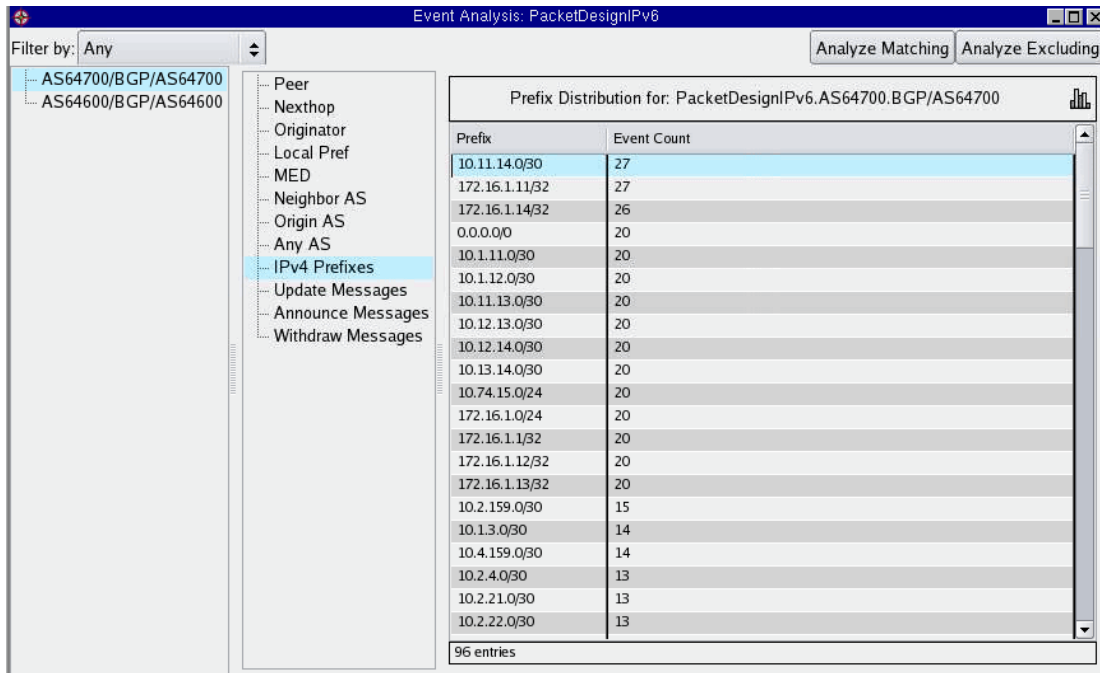 Event Analysis: PacketDesignIPv6
Filter by: Any
Analyze Matching
Analyze Excluding
AS64700/BGP/AS64700
AS64600/BGP/AS64600
Peer
Nexthop
Originator
Local Pref
MED
Neighbor AS
Origin AS
Any AS
IPv4 Prefixes
Update Messages
Announce Messages
Withdraw Messages
Prefix Distribution for: PacketDesignIPv6.AS64700.BGP/AS64700
Prefix Event Count
10.11.14.0/30 27
172.16.1.11/32 27
172.16.1.14/32 26
0.0.0.0/0 20
10.1.11.0/30 20
10.1.12.0/30 20
10.11.13.0/30 20
10.12.13.0/30 20
10.12.14.0/30 20
10.13.14.0/30 20
10.74.15.0/24 20
172.16.1.0/24 20
172.16.1.1/32 20
172.16.1.12/32 20
172.16.1.13/32 20
10.2.159.0/30 15
10.1.3.0/30 14
10.4.159.0/30 14
10.2.4.0/30 13
10.2.21.0/30 13
10.2.22.0/30 13
96 entries